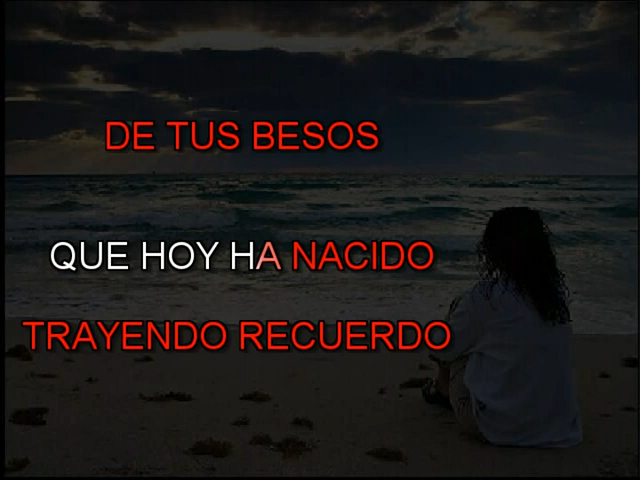 DE TUS BESOS
QUE HOY HA NACIDO
TRAYENDO RECUERDO